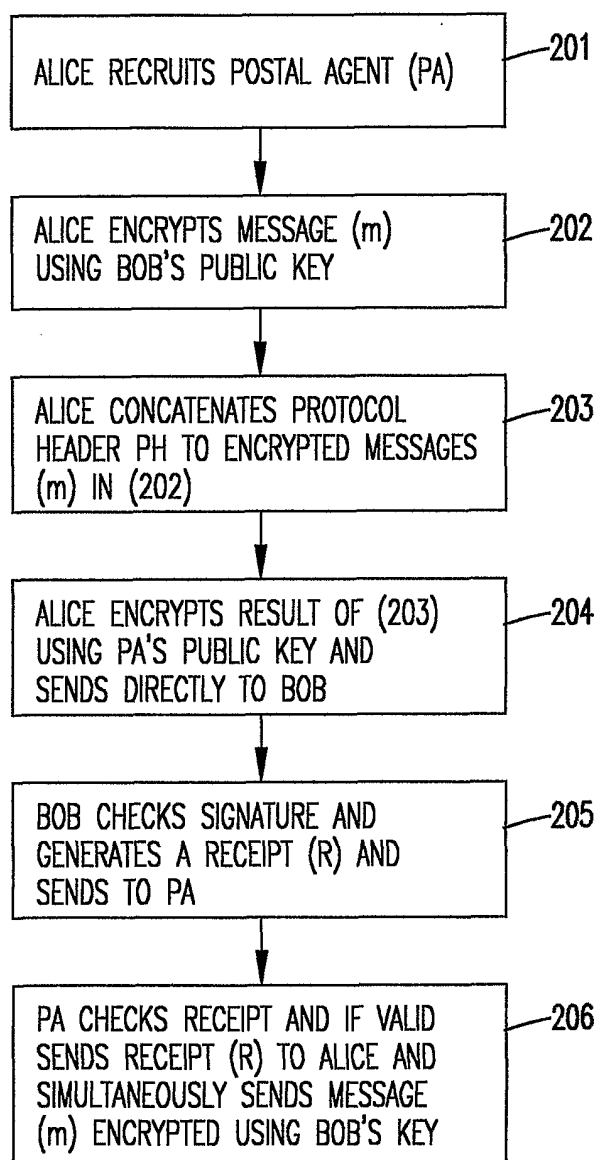 ALICE RECRUITS POSTAL AGENT (PA)
201
ALICE ENCRYPTS MESSAGE (m)
USING BOB'S PUBLIC KEY
202
ALICE CONCATENATES PROTOCOL
HEADER PH TO ENCRYPTED MESSAGES
(m) IN (202)
203
ALICE ENCRYPTS RESULT OF (203)
USING PA'S PUBLIC KEY AND
SENDS DIRECTLY TO BOB
204
BOB CHECKS SIGNATURE AND
GENERATES A RECEIPT (R) AND
SENDS TO PA
205
PA CHECKS RECEIPT AND IF VALID
SENDS RECEIPT (R) TO ALICE AND
SIMULTANEOUSLY SENDS MESSAGE
(m) ENCRYPTED USING BOB'S KEY
206